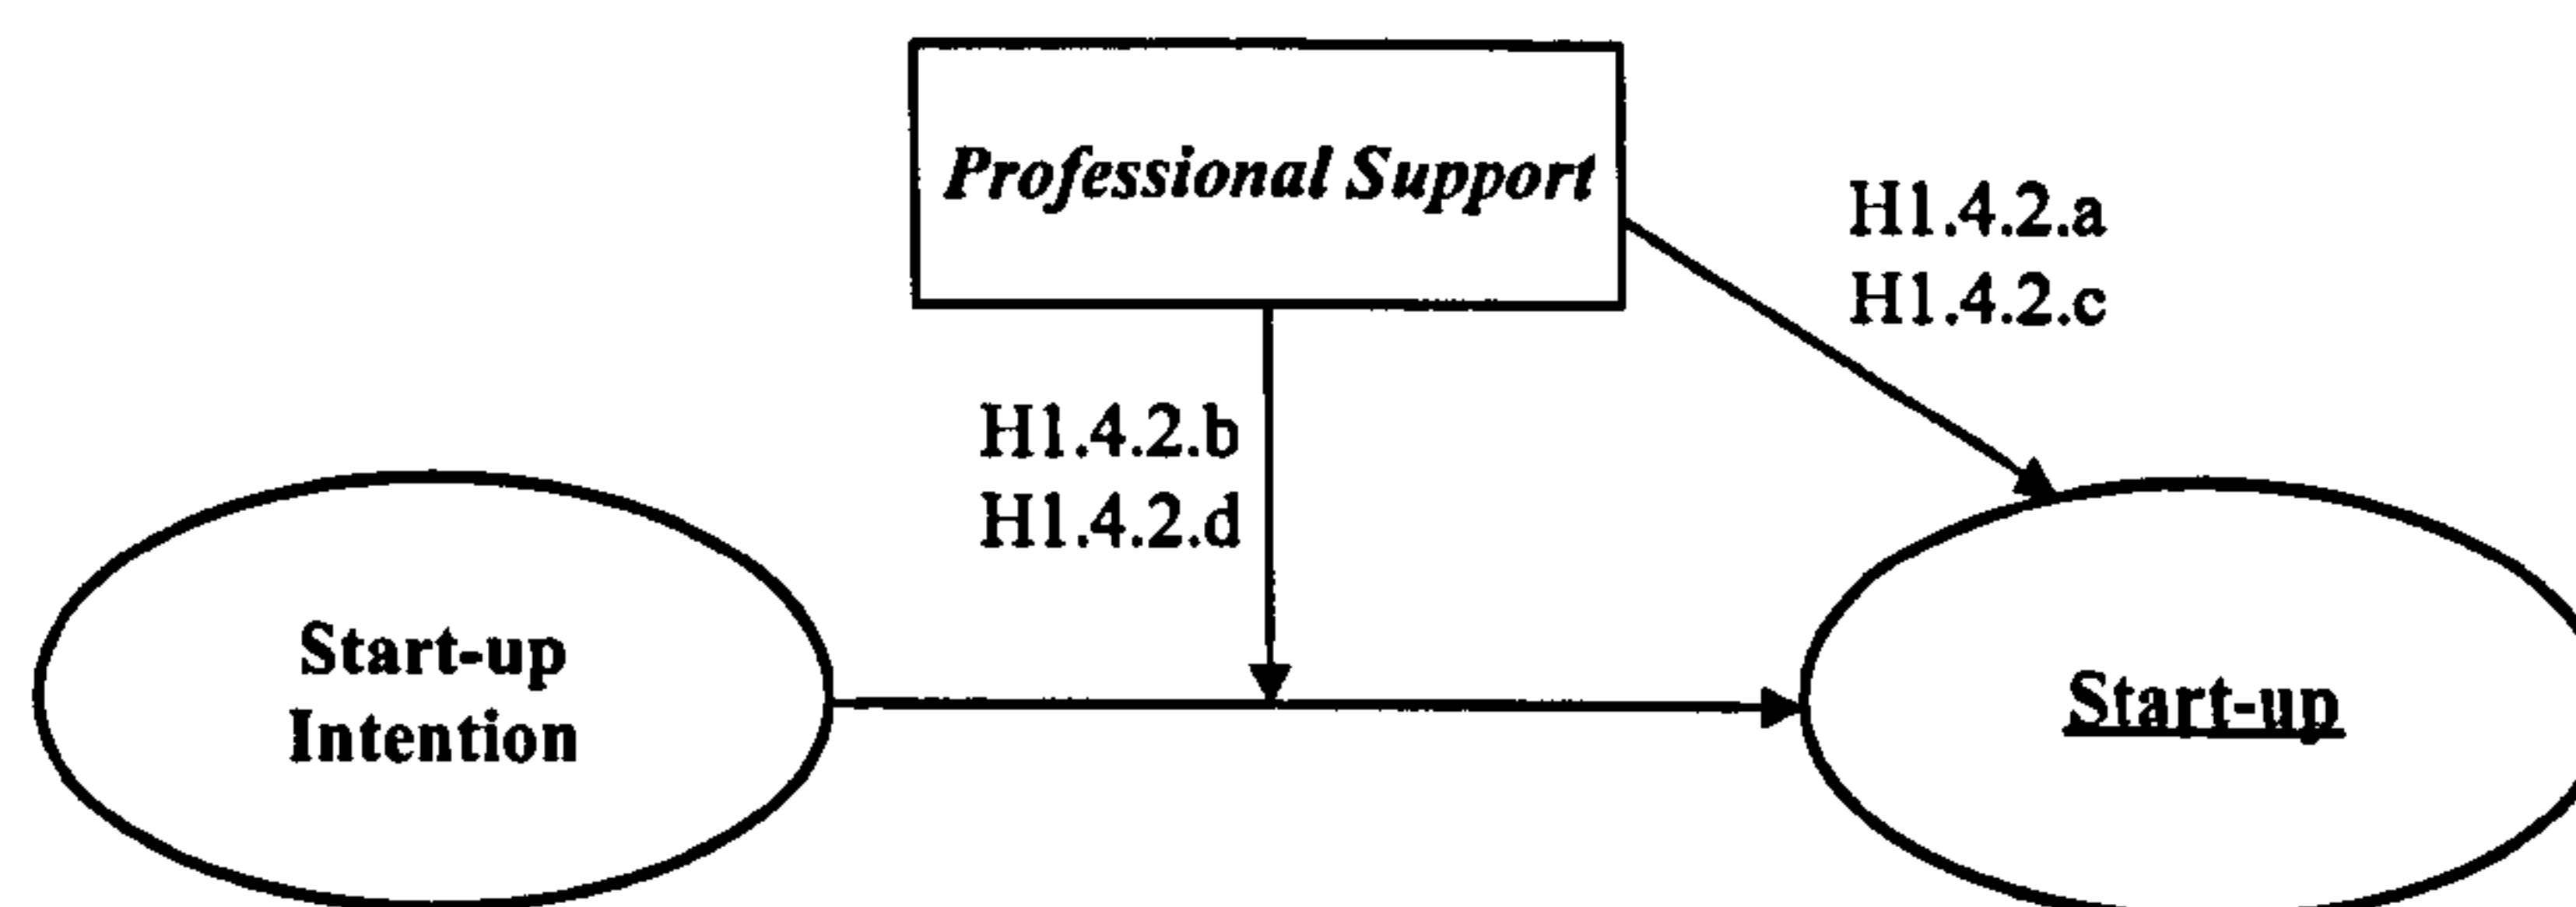 Professional Support
H1.4.2.a
H1.4.2.c
H1.4.2.b
H1.4.2.d
Start-up
Intention
Start-up